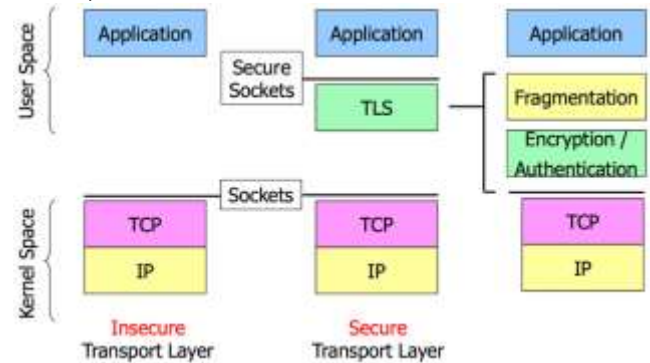 User Space
Application
Application
Application
Secure
Sockets
TLS
Fragmentation
Encryption /
Authentication
Sockets
Kernel Space
TCP
TCP
TCP
IP
IP
IP
Insecure
Transport Layer
Secure
Transport Layer